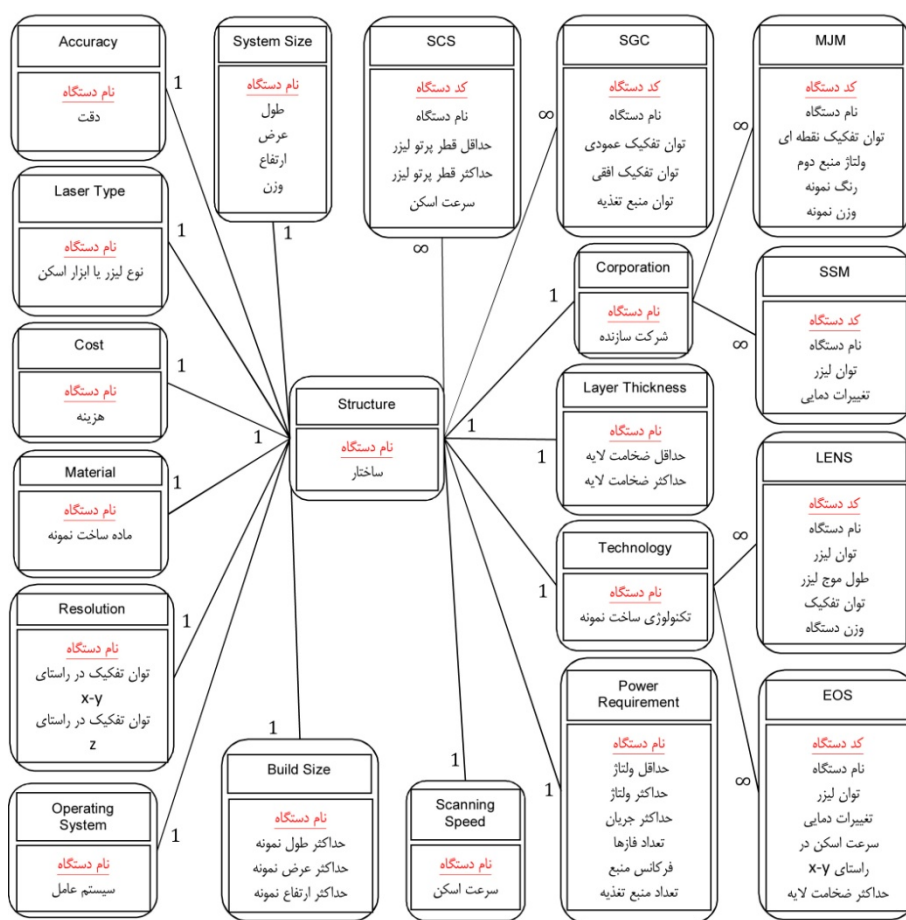 Accuracy
نام دستگاه
دقت
1
System Size
نام دستگاه
طول
عرض
ارتفاع
وزن
1
SCS
کد دستگاه
نام دستگاه
حداقل قطر پرتو لیزر
حداکثر قطر پرتو لیزر
سرعت اسکن
∞
SGC
کد دستگاه
نام دستگاه
توان تفکیک عمودی
توان تفکیک افقی
توان منبع تغذیه
∞
MJM
کد دستگاه
نام دستگاه
توان تفکیک نقطه ای
ولتاژ منبع دوم
رنگ نمونه
وزن نمونه
∞
Laser Type
نام دستگاه
نوع لیزر یا ابزار اسکن
1
Corporation
نام دستگاه
شرکت سازنده
1
SSM
کد دستگاه
نام دستگاه
توان لیزر
تغییرات دمایی
∞
Cost
نام دستگاه
هزینه
1
Structure
نام دستگاه
ساختار
1
1
Layer Thickness
نام دستگاه
حداقل ضخامت لایه
حداکثر ضخامت لایه
1
Material
نام دستگاه
ماده ساخت نمونه
1
Technology
نام دستگاه
تکنولوژی ساخت نمونه
1
LENS
کد دستگاه
نام دستگاه
توان لیزر
طول موج لیزر
توان تفکیک
وزن دستگاه
∞
Resolution
نام دستگاه
توان تفکیک در راستای
x-y
توان تفکیک در راستای
z
1
Operating
System
نام دستگاه
سیستم عامل
1
Build Size
نام دستگاه
حداکثر طول نمونه
حداکثر عرض نمونه
حداکثر ارتفاع نمونه
1
Scanning
Speed
نام دستگاه
سرعت اسکن
1
Power
Requirement
نام دستگاه
حداقل ولتاژ
حداکثر ولتاژ
حداکثر جریان
تعداد فازها
فرکانس منبع
تعداد منبع تغذیه
1
EOS
کد دستگاه
نام دستگاه
توان لیزر
تغییرات دمایی
سرعت اسکن در
راستای x-y
حداکثر ضخامت لایه
∞